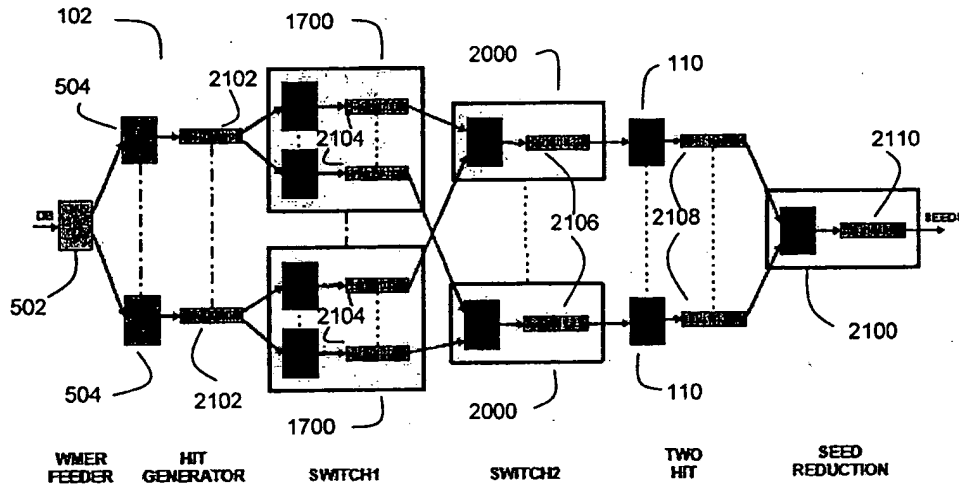 102
1700
2000
504
2102
110
2104
2110
DB
2106
2108
SEEDS
502
2104
2100
504
2102
1700
2000
110
WMER
FEEDER
HIT
GENERATOR
SWITCH1
SWITCH2
TWO
HIT
SEED
REDUCTION